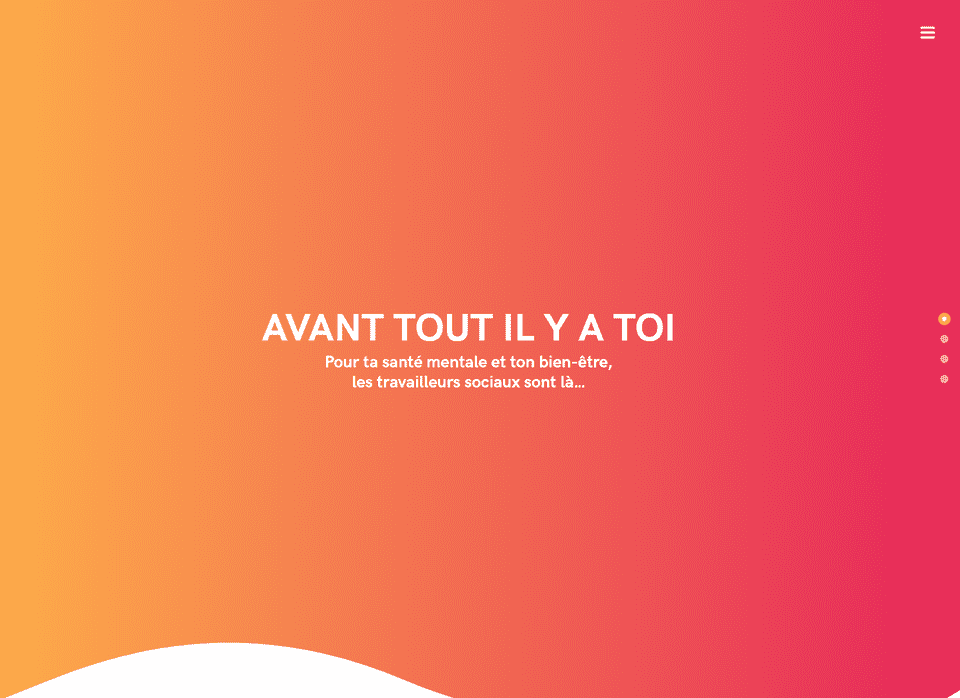 AVANT TOUT IL Y A TOI
Pour ta santé mentale et ton bien-être,
les travailleurs sociaux sont là...